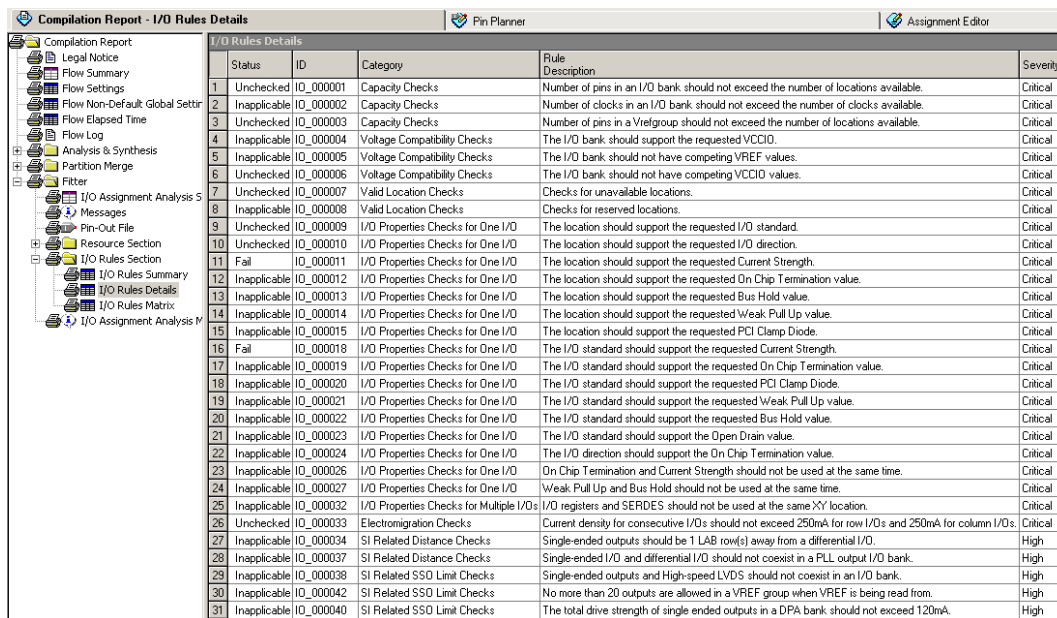 Compilation Report - I/O Rules Details
Pin Planner
Assignment Editor
Compilation Report
Legal Notice
Flow Summary
Flow Settings
Flow Non-Default Global Settir
Flow Elapsed Time
Flow Log
Analysis & Synthesis
Partition Merge
Fitter
I/O Assignment Analysis S
Messages
Pin-Out File
Resource Section
I/O Rules Section
I/O Rules Summary
I/O Rules Details
I/O Rules Matrix
I/O Assignment Analysis M
I/O Rules Details
Status ID Category Rule Description Severity
1 Unchecked IO_000001 Capacity Checks Number of pins in an I/O bank should not exceed the number of locations available. Critical
2 Inapplicable IO_000002 Capacity Checks Number of clocks in an I/O bank should not exceed the number of clocks available. Critical
3 Unchecked IO_000003 Capacity Checks Number of pins in a Vrefgroup should not exceed the number of locations available. Critical
4 Inapplicable IO_000004 Voltage Compatibility Checks The I/O bank should support the requested VCCIO. Critical
5 Inapplicable IO_000005 Voltage Compatibility Checks The I/O bank should not have competing VREF values. Critical
6 Unchecked IO_000006 Voltage Compatibility Checks The I/O bank should not have competing VCCIO values. Critical
7 Unchecked IO_000007 Valid Location Checks Checks for unavailable locations. Critical
8 Inapplicable IO_000008 Valid Location Checks Checks for reserved locations. Critical
9 Unchecked IO_000009 I/O Properties Checks for One I/O The location should support the requested I/O standard. Critical
10 Unchecked IO_000010 I/O Properties Checks for One I/O The location should support the requested I/O direction. Critical
11 Fail IO_000011 I/O Properties Checks for One I/O The location should support the requested Current Strength. Critical
12 Inapplicable IO_000012 I/O Properties Checks for One I/O The location should support the requested On Chip Termination value. Critical
13 Inapplicable IO_000013 I/O Properties Checks for One I/O The location should support the requested Bus Hold value. Critical
14 Inapplicable IO_000014 I/O Properties Checks for One I/O The location should support the requested Weak Pull Up value. Critical
15 Inapplicable IO_000015 I/O Properties Checks for One I/O The location should support the requested PCI Clamp Diode. Critical
16 Fail IO_000018 I/O Properties Checks for One I/O The I/O standard should support the requested Current Strength. Critical
17 Inapplicable IO_000019 I/O Properties Checks for One I/O The I/O standard should support the requested On Chip Termination value. Critical
18 Inapplicable IO_000020 I/O Properties Checks for One I/O The I/O standard should support the requested PCI Clamp Diode. Critical
19 Inapplicable IO_000021 I/O Properties Checks for One I/O The I/O standard should support the requested Weak Pull Up value. Critical
20 Inapplicable IO_000022 I/O Properties Checks for One I/O The I/O standard should support the requested Bus Hold value. Critical
21 Inapplicable IO_000023 I/O Properties Checks for One I/O The I/O standard should support the Open Drain value. Critical
22 Inapplicable IO_000024 I/O Properties Checks for One I/O The I/O direction should support the On Chip Termination value. Critical
23 Inapplicable IO_000026 I/O Properties Checks for One I/O On Chip Termination and Current Strength should not be used at the same time. Critical
24 Inapplicable IO_000027 I/O Properties Checks for One I/O Weak Pull Up and Bus Hold should not be used at the same time. Critical
25 Inapplicable IO_000032 I/O Properties Checks for Multiple I/Os I/O registers and SERDES should not be used at the same XY location. Critical
26 Unchecked IO_000033 Electromigration Checks Current density for consecutive I/Os should not exceed 250mA for row I/Os and 250mA for column I/Os. Critical
27 Inapplicable IO_000034 SI Related Distance Checks Single-ended outputs should be 1 LAB row(s) away from a differential I/O. High
28 Inapplicable IO_000037 SI Related Distance Checks Single-ended I/O and differential I/O should not coexist in a PLL output I/O bank. High
29 Inapplicable IO_000038 SI Related SSO Limit Checks Single-ended outputs and High-speed LVDS should not coexist in an I/O bank. High
30 Inapplicable IO_000042 SI Related SSO Limit Checks No more than 20 outputs are allowed in a VREF group when VREF is being read from. High
31 Inapplicable IO_000040 SI Related SSO Limit Checks The total drive strength of single ended outputs in a DPA bank should not exceed 120mA. High